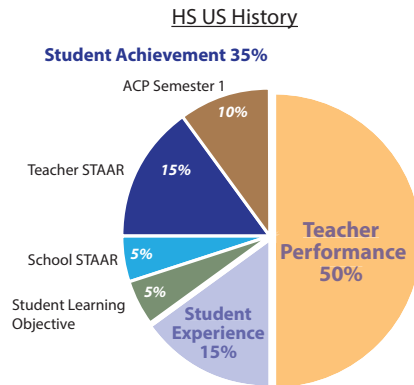 HS US History
Student Achievement 35%
ACP Semester 1
10%
Teacher STAAR
15%
Teacher
Performance
50%
School STAAR
5%
Student Learning
Objective
5%
Student
Experience
15%